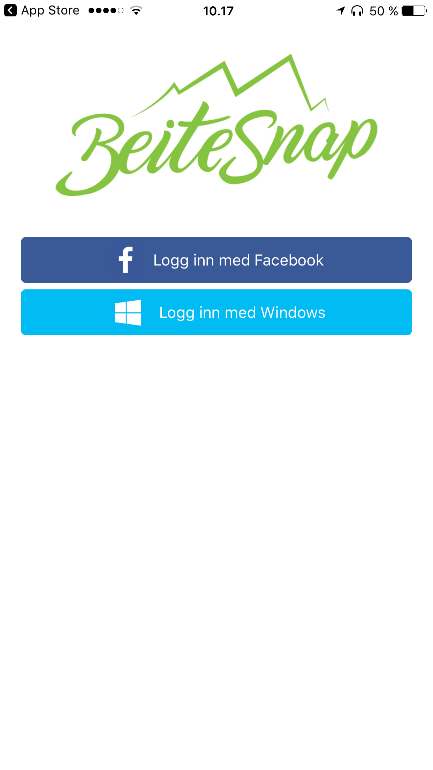 App Store 10.17 50 %
BeiteSnap
Logg inn med Facebook
Logg inn med Windows